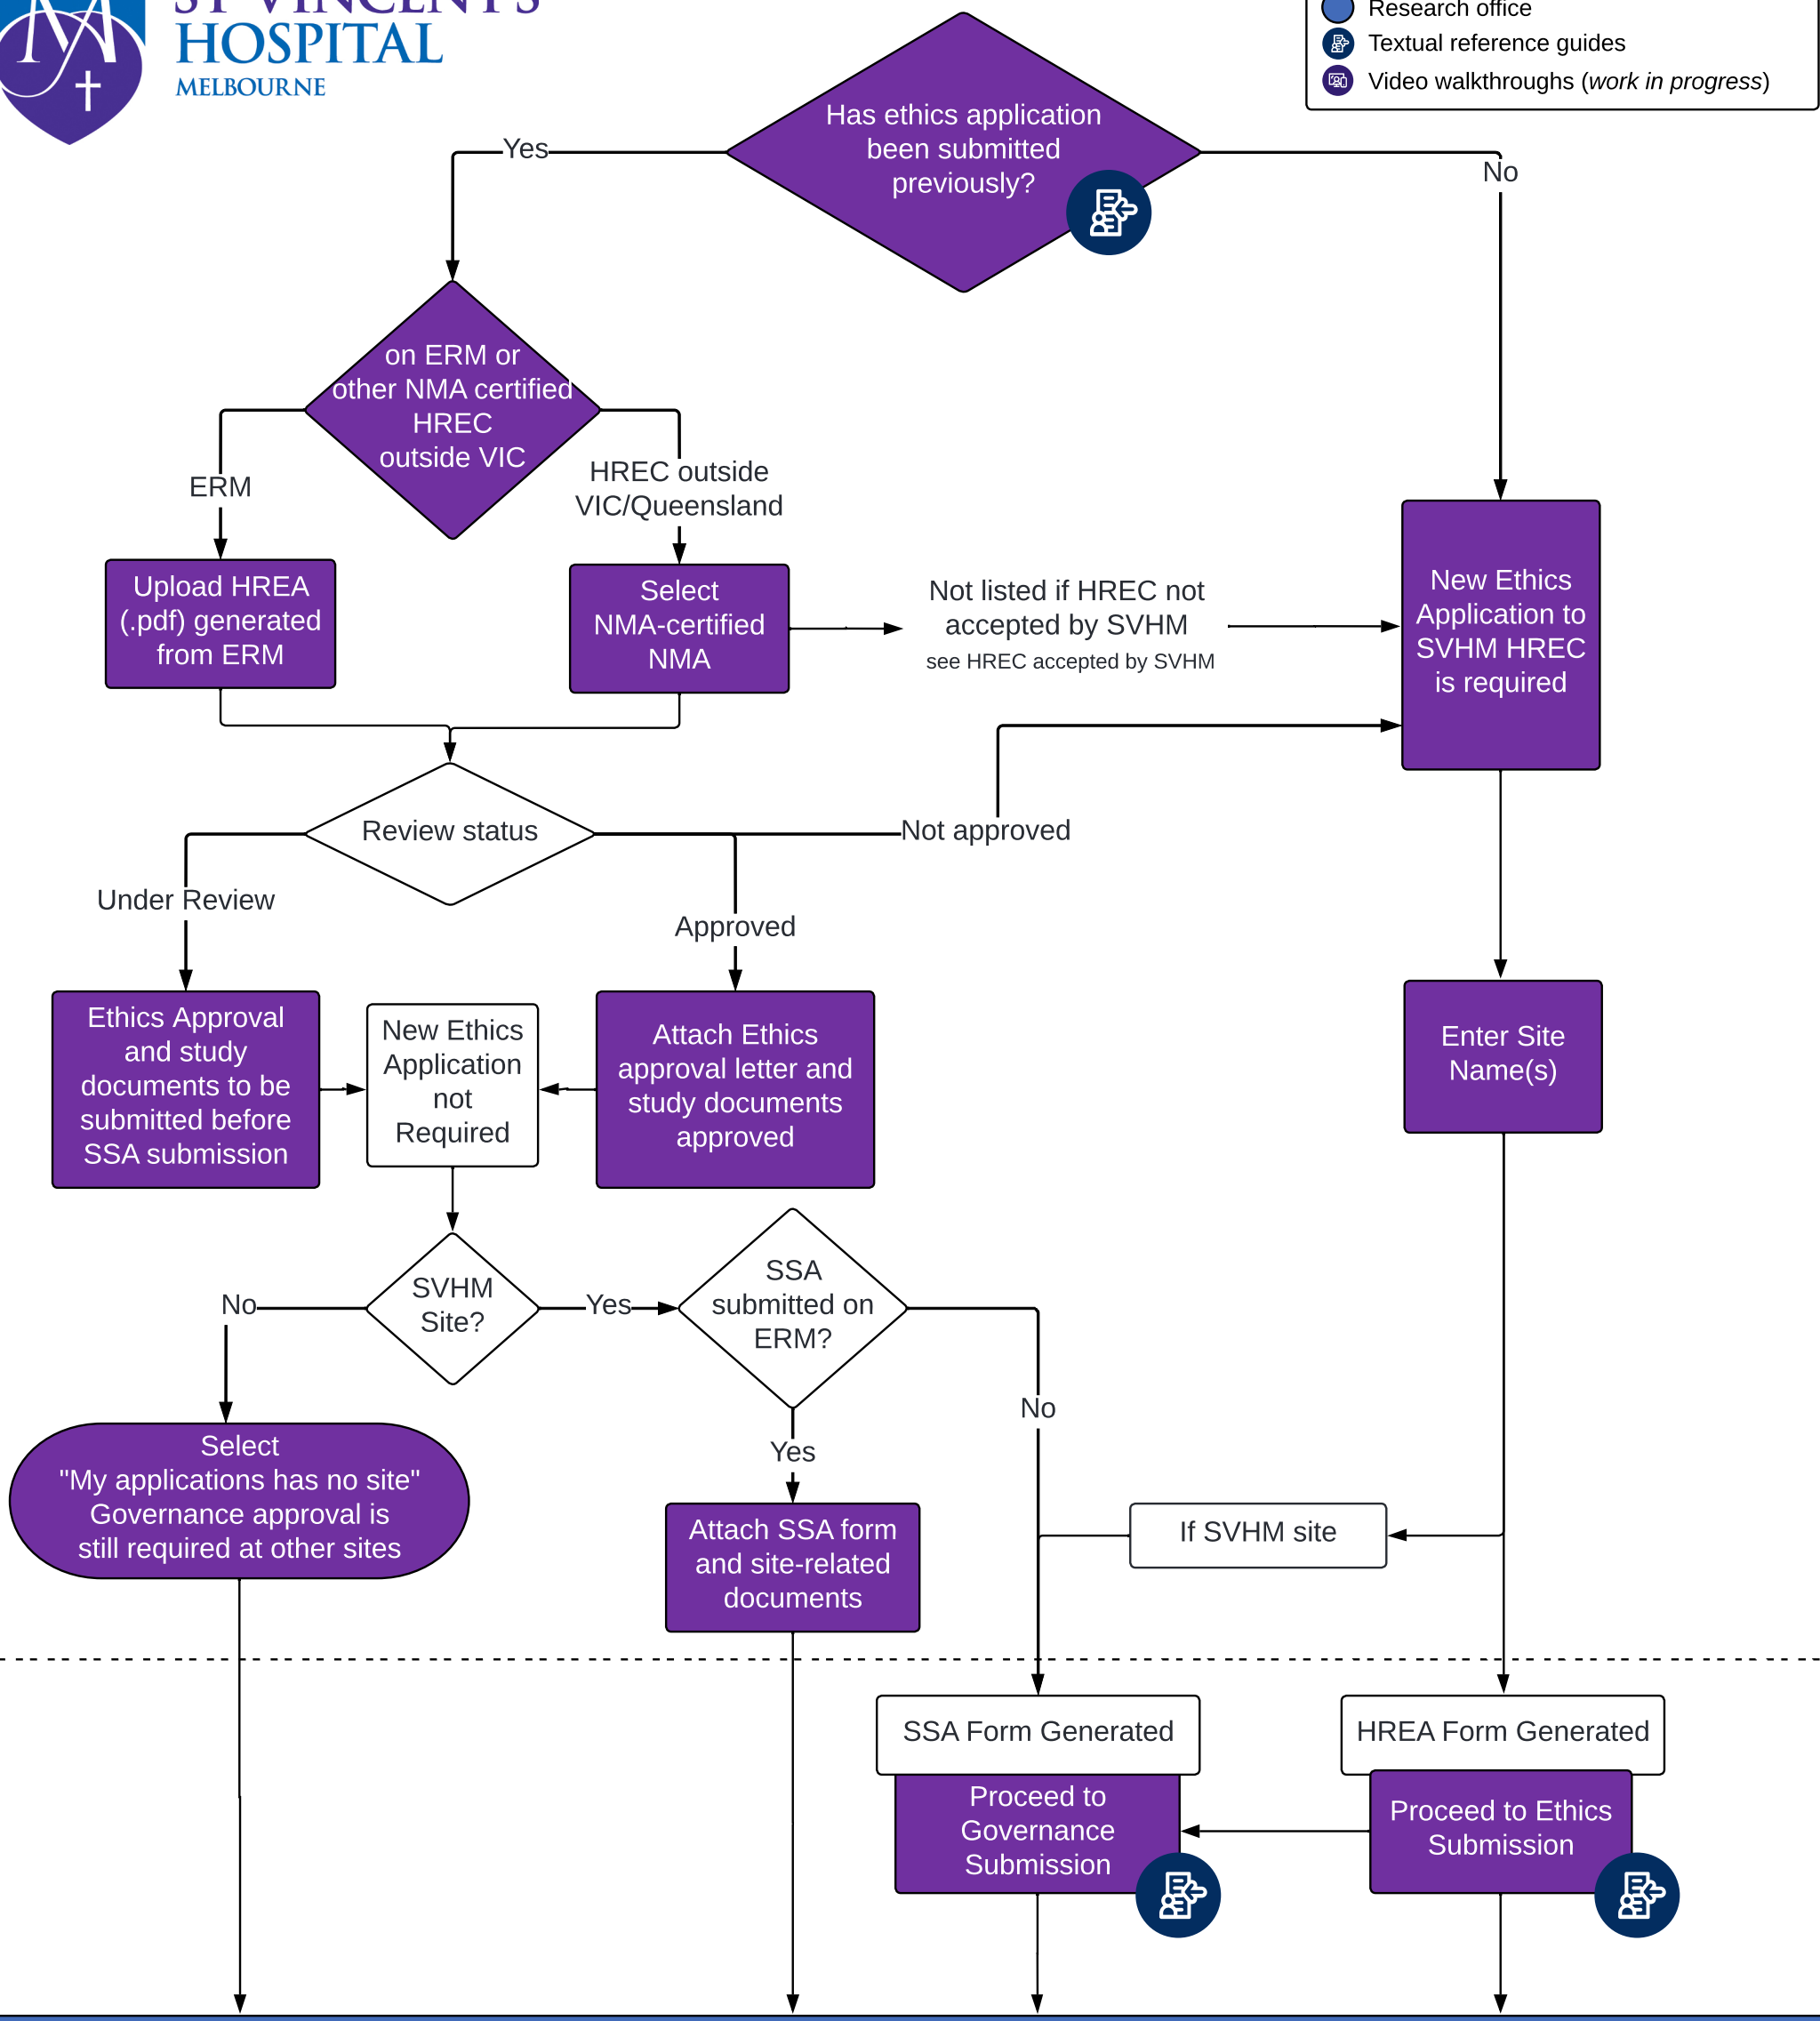 ST VINCENT'S
HOSPITAL
MELBOURNE
Research office
Textual reference guides
Video walkthroughs (work in progress)
Has ethics application
been submitted
previously?
Yes
No
on ERM or
other NMA certified
HREC
outside VIC
ERM
HREC outside
VIC/Queensland
Upload HREA
(.pdf) generated
from ERM
Select
NMA-certified
NMA
Not listed if HREC not
accepted by SVHM
see HREC accepted by SVHM
New Ethics
Application to
SVHM HREC
is required
Review status
Not approved
Under Review
Approved
Ethics Approval
and study
documents to be
submitted before
SSA submission
New Ethics
Application
not
Required
Attach Ethics
approval letter and
study documents
approved
Enter Site
Name(s)
SVHM
Site?
No
Yes
SSA
submitted on
ERM?
No
Yes
Select
"My applications has no site"
Governance approval is
still required at other sites
Attach SSA form
and site-related
documents
If SVHM site
SSA Form Generated
HREA Form Generated
Proceed to
Governance
Submission
Proceed to Ethics
Submission